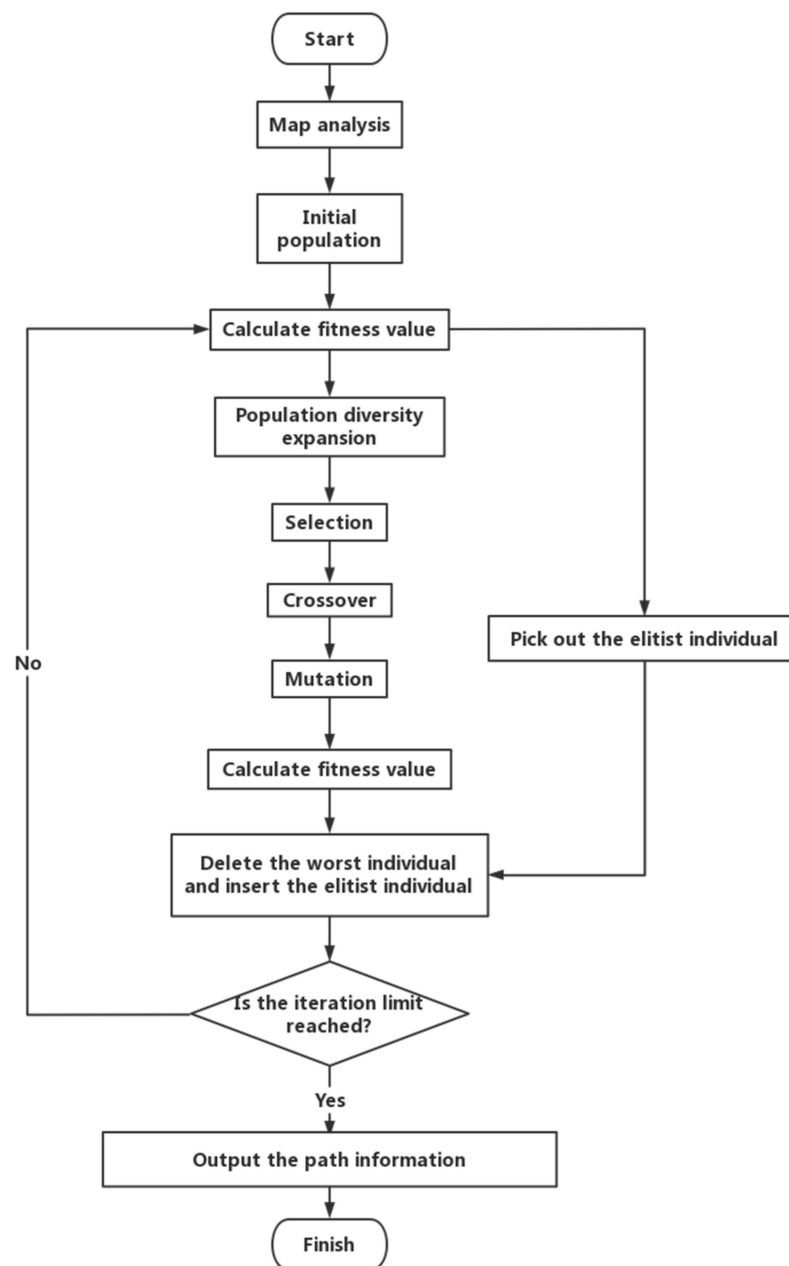 Start
Map analysis
Initial
population
Calculate fitness value
Population diversity
expansion
Selection
Crossover
Pick out the elitist individual
No
Mutation
Calculate fitness value
Delete the worst individual
and insert the elitist individual
Is the iteration limit
reached?
Yes
Output the path information
Finish